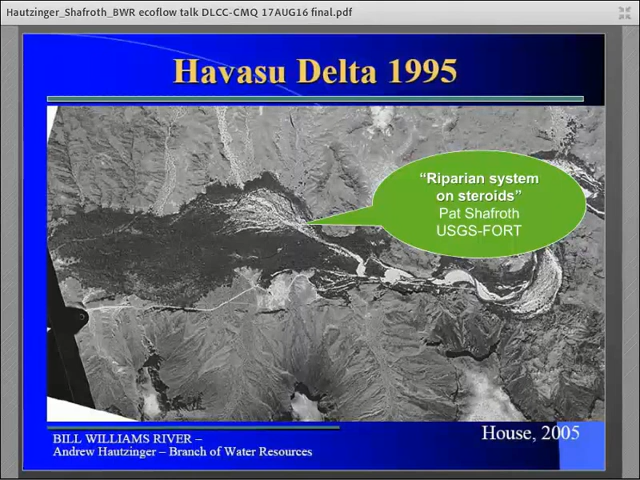 Hautzinger_Shafroth_BWR ecoflow talk DLCC-CMQ 17AUG16 final.pdf
Havasu Delta 1995
“Riparian system
on steroids”
Pat Shafroth
USGS-FORT
House, 2005
BILL WILLIAMS RIVER –
Andrew Hautzinger – Branch of Water Resources